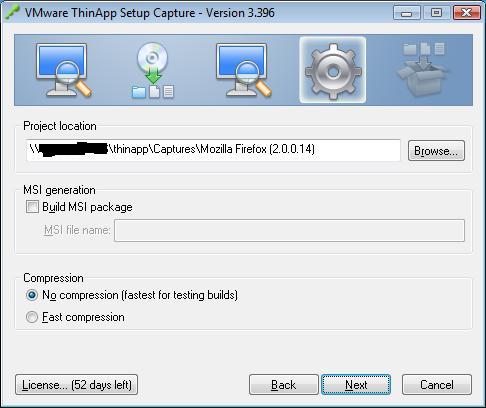 VMware ThinApp Setup Capture - Version 3.396
Project location
\\ \thinapp\Captures\Mozilla Firefox (2.0.0.14)
Browse...
MSI generation
Build MSI package
MSI file name:
Compression
No compression (fastest for testing builds)
Fast compression
License... (52 days left)
Back
Next
Cancel